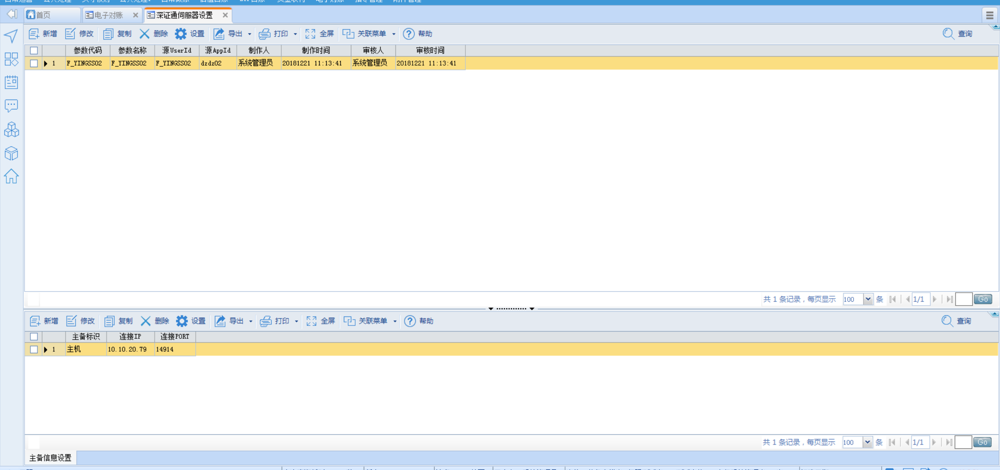 首页 电子对账 深证通伺服器设置
新增 修改 复制 删除 设置 导出 打印 全屏 关联菜单 帮助 查询
参数代码 参数名称 源UserId 源AppId 制作人 制作时间 审核人 审核时间
1 F_YINGSS02 F_YINGSS02 F_YINGSS02 dzdz02 系统管理员 20181221 11:13:41 系统管理员 20181221 11:13:41
共 1 条记录，每页显示 100 条 1/1 Go
新增 修改 复制 删除 设置 导出 打印 全屏 关联菜单 帮助 查询
主备标识 连接IP 连接PORT
1 主机 10.10.20.79 14914
共 1 条记录，每页显示 100 条 1/1 Go
主备信息设置